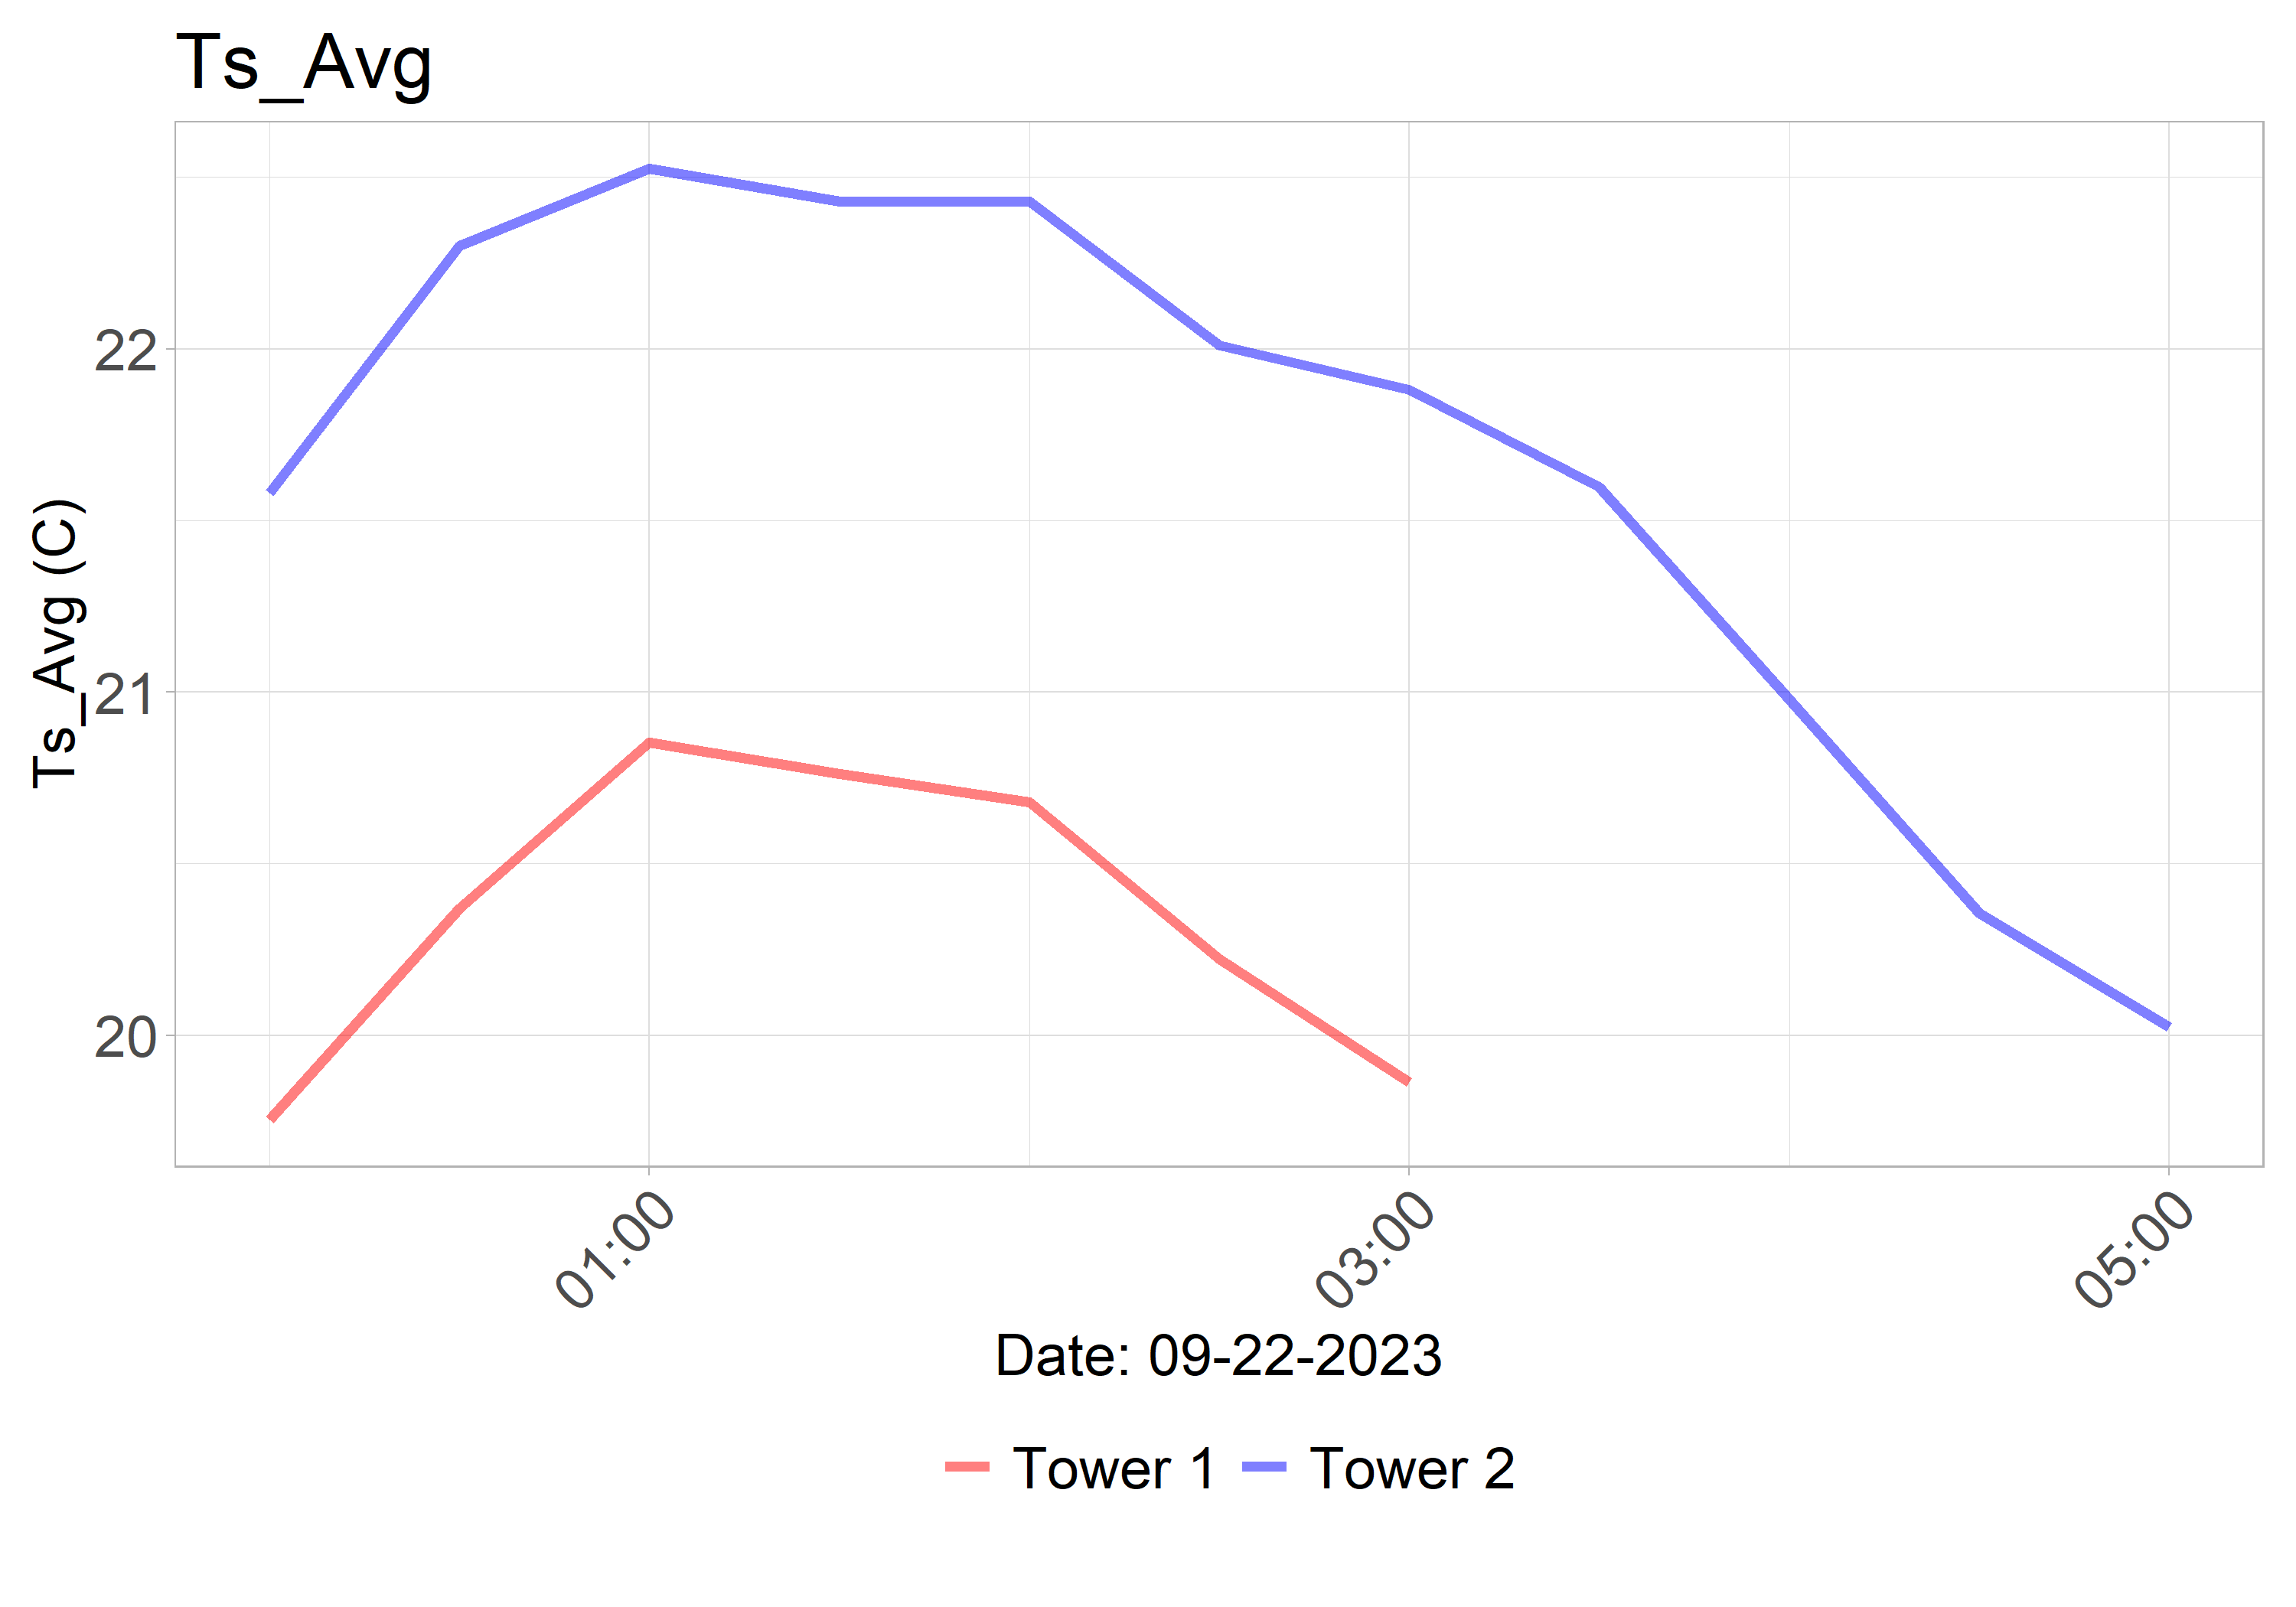 Ts_Avg
Ts_Avg (C)
22
21
20
01:00
03:00
05:00
Date: 09-22-2023
Tower 1
Tower 2